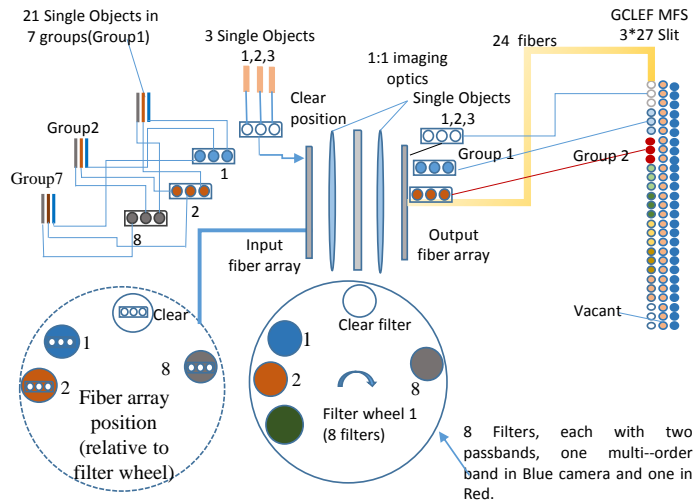 21 Single Objects in
7 groups(Group1)
3 Single Objects
1,2,3
GCLEF MFS
3*27 Slit
24 fibers
1:1 imaging
optics
Clear
position
Single Objects
1,2,3
Group2
Group 1
Group 2
Group7
1
2
8
Input
fiber array
Output
fiber array
Vacant
Clear
1
2
8
Fiber array
position
(relative to
filter wheel)
Clear filter
1
2
8
Filter wheel 1
(8 filters)
8 Filters, each with two
passbands, one multi--order
band in Blue camera and one in
Red.